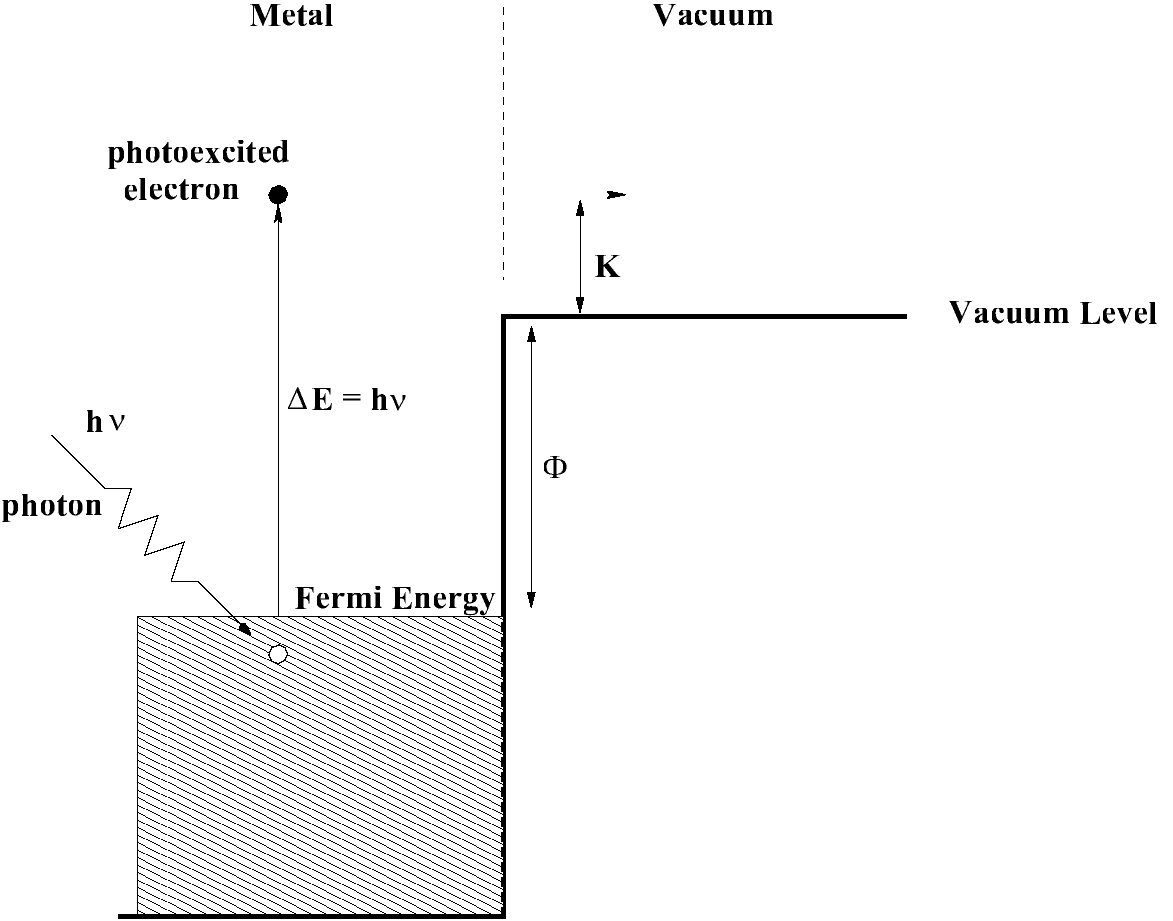 Metal
Vacuum
photoexcited
electron
K
Vacuum Level
ΔE = hν
hν
Φ
photon
Fermi Energy